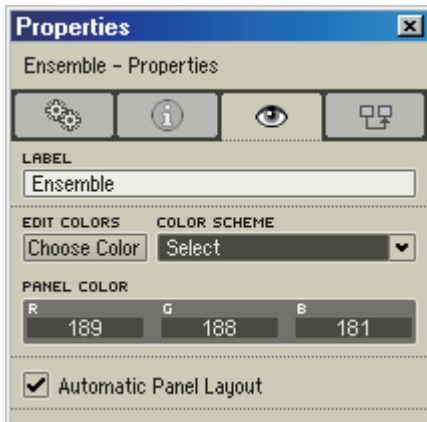 Properties
Ensemble – Properties
LABEL
Ensemble
EDIT COLORS COLOR SCHEME
Choose Color Select
PANEL COLOR
R G B
189 188 181
Automatic Panel Layout